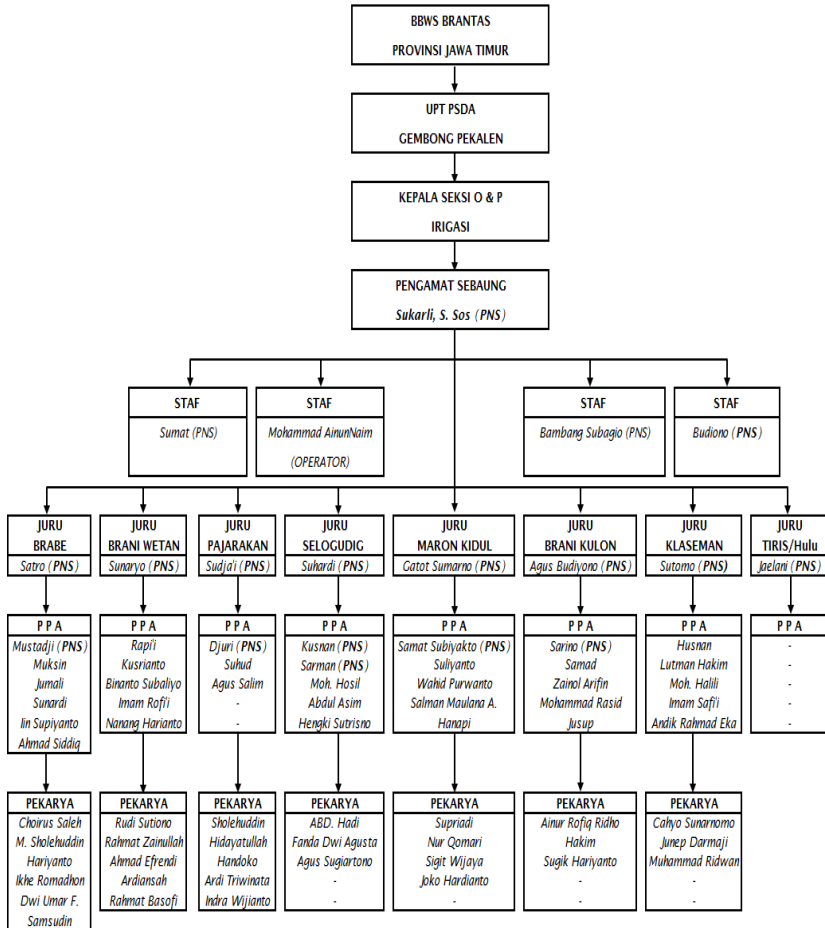 BBWS BRANTAS
PROVINSI JAWA TIMUR
UPT PSDA
GEMBONG PEKALEN
KEPALA SEKSI O & P
IRIGASI
PENGAMAT SEBAUNG
Sukarli, S. Sos (PNS)
STAF
Sumat (PNS)
STAF
Mohammad AinunNaim
(OPERATOR)
STAF
Bambang Subagio (PNS)
STAF
Budiono (PNS)
JURU
BRABE
Satro (PNS)
JURU
BRANI WETAN
Sunaryo (PNS)
JURU
PAJARAKAN
Sudja'i (PNS)
JURU
SELOGUDIG
Suhardi (PNS)
JURU
MARON KIDUL
Gatot Sumarno (PNS)
JURU
BRANI KULON
Agus Budiyono (PNS)
JURU
KLASEMAN
Sutomo (PNS)
JURU
TIRIS/Hulu
Jaelani (PNS)
P P A
Mustadji (PNS)
Muksin
Jumali
Sunardi
Iin Supiyanto
Ahmad Siddiq
P P A
Rapi'i
Kusrianto
Binanto Subaliyo
Imam Rofi'i
Nanang Harianto
P P A
Djuri (PNS)
Suhud
Agus Salim
-
-
P P A
Kusnan (PNS)
Sarman (PNS)
Moh. Hosil
Abdul Asim
Hengki Sutrisno
P P A
Samat Subiyakto (PNS)
Suliyanto
Wahid Purwanto
Salman Maulana A.
Hanapi
P P A
Sarino (PNS)
Samad
Zainol Arifin
Mohammad Rasid
Jusup
P P A
Husnan
Lutman Hakim
Moh. Halili
Imam Safi'i
Andik Rahmad Eka
P P A
-
-
-
-
-
PEKARYA
Choirus Saleh
M. Sholehuddin
Hariyanto
Ikhe Romadhon
Dwi Umar F.
Samsudin
PEKARYA
Rudi Sutiono
Rahmat Zainullah
Ahmad Efrendi
Ardiansah
Rahmat Basofi
PEKARYA
Sholehuddin
Hidayatullah
Handoko
Ardi Triwinata
Indra Wijianto
PEKARYA
ABD. Hadi
Fanda Dwi Agusta
Agus Sugiartono
-
-
PEKARYA
Supriadi
Nur Qomari
Sigit Wijaya
Joko Hardianto
-
PEKARYA
Ainur Rofiq Ridho
Hakim
Sugik Hariyanto
-
-
PEKARYA
Cahyo Sunarnomo
Junep Darmaji
Muhammad Ridwan
-
-